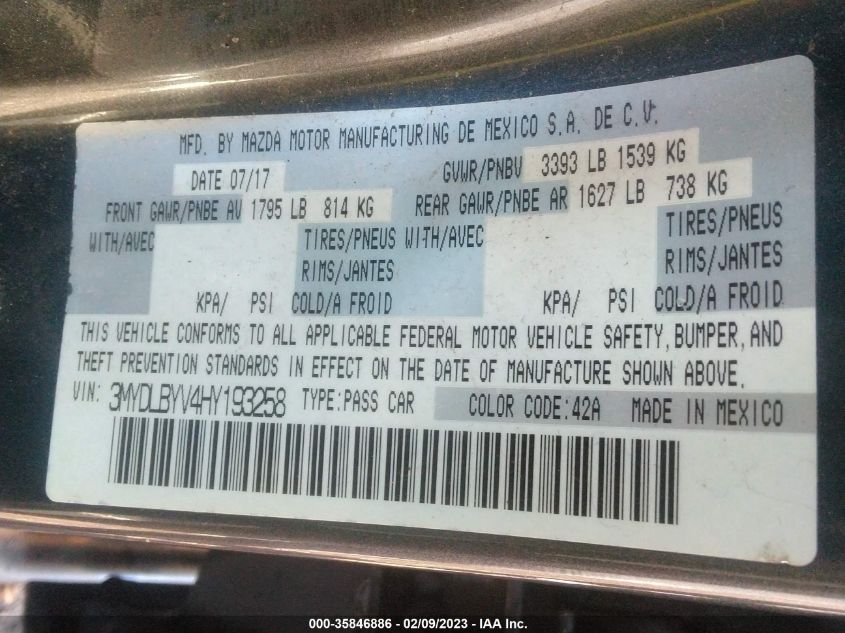 MFD. BY MAZDA MOTOR MANUFACTURING DE MEXICO S.A. DE C.V.
DATE 07/17 GVWR/PNBV 3393 LB 1539 KG
FRONT GAWR/PNBE AV 1795 LB 814 KG REAR GAWR/PNBE AR 1627 LB 738 KG
WITH/AVEC TIRES/PNEUS WITH/AVEC TIRES/PNEUS
RIMS/JANTES RIMS/JANTES
KPA/ PSI COLD/A FROID KPA/ PSI COLD/A FROID
THIS VEHICLE CONFORMS TO ALL APPLICABLE FEDERAL MOTOR VEHICLE SAFETY, BUMPER, AND
THEFT PREVENTION STANDARDS IN EFFECT ON THE DATE OF MANUFACTURE SHOWN ABOVE.
VIN: 3MYDLBYV4HY193258 TYPE:PASS CAR COLOR CODE:42A MADE IN MEXICO
000-35846886 - 02/09/2023 - IAA Inc.